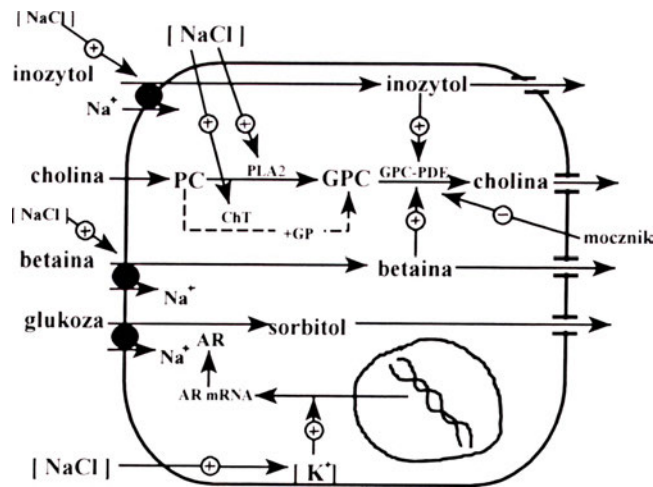 [ NaCl]
[ NaCl ]
+
inozytol
inozytol
Na⁺
+
+
+
cholina
PC
PLA2
GPC
GPC-PDE
cholina
ChT
[ NaCl ]
+GP
+
−
mocznik
+
betaina
betaina
Na⁺
glukoza
sorbitol
Na⁺
AR
AR mRNA
+
[ NaCl ]
+
[ K⁺]